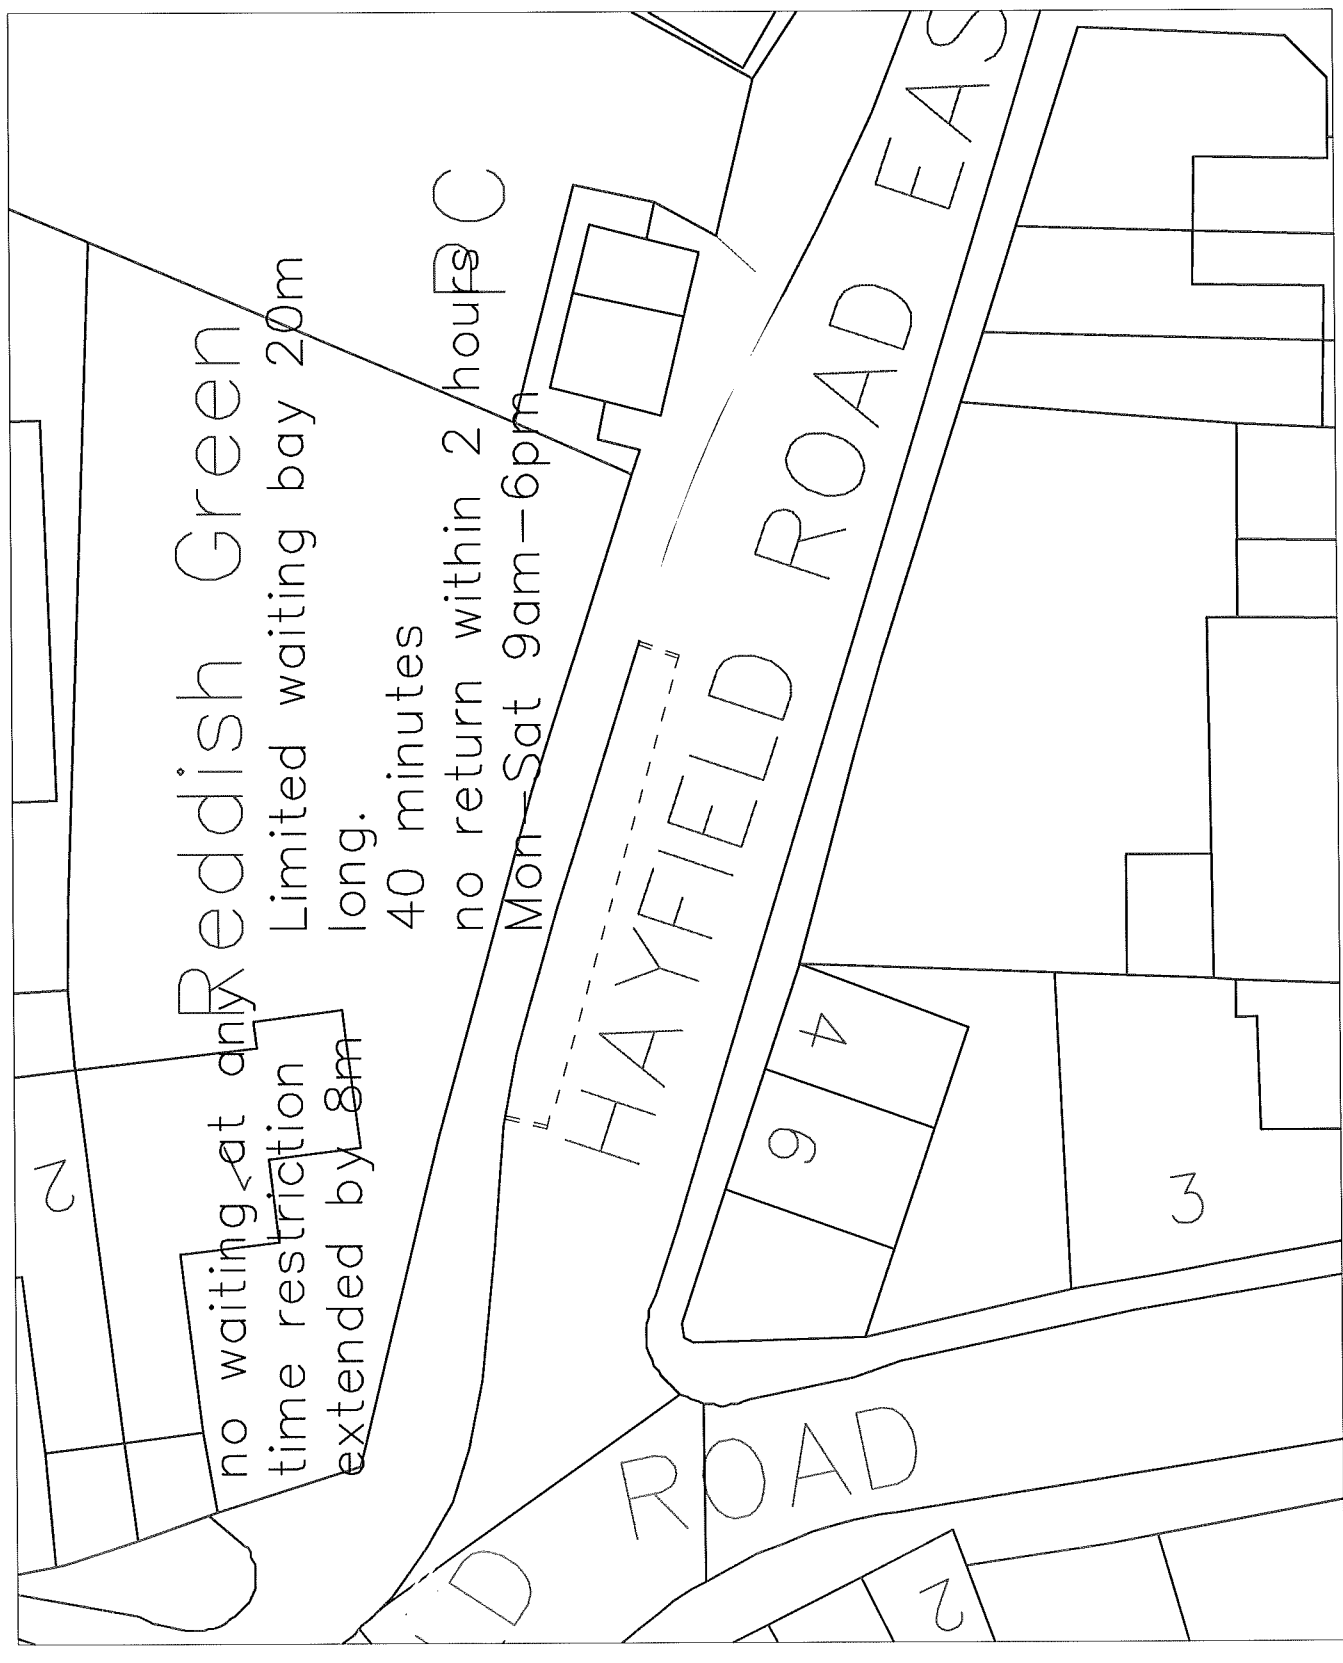 Reddish Green
Limited waiting bay 20m
long.
40 minutes
no return within 2 hours
Mon-Sat 9am-6pm
P C
no waiting at any
time restriction
extended by 8m
HAYFIELD ROAD EAS
ROAD
D
4
6
3
2
2